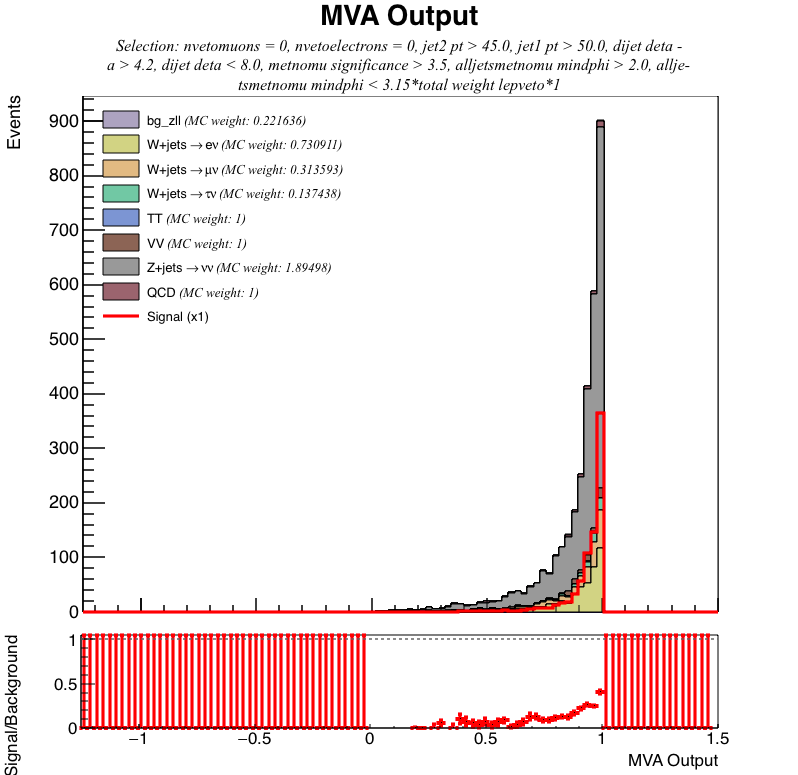 MVA Output
Selection: nvetomuons = 0, nvetoelectrons = 0, jet2 pt > 45.0, jet1 pt > 50.0, dijet deta -
a > 4.2, dijet deta < 8.0, metnomu significance > 3.5, alljetsmetnomu mindphi > 2.0, allje-
tsmetnomu mindphi < 3.15*total weight lepveto*1
Events
900
800
700
600
500
400
300
200
100
0
bg_zll (MC weight: 0.221636)
W+jets → eν (MC weight: 0.730911)
W+jets → μν (MC weight: 0.313593)
W+jets → τν (MC weight: 0.137438)
TT (MC weight: 1)
VV (MC weight: 1)
Z+jets → νν (MC weight: 1.89498)
QCD (MC weight: 1)
Signal (x1)
Signal/Background
1
0.5
0
−1
−0.5
0
0.5
1
1.5
MVA Output